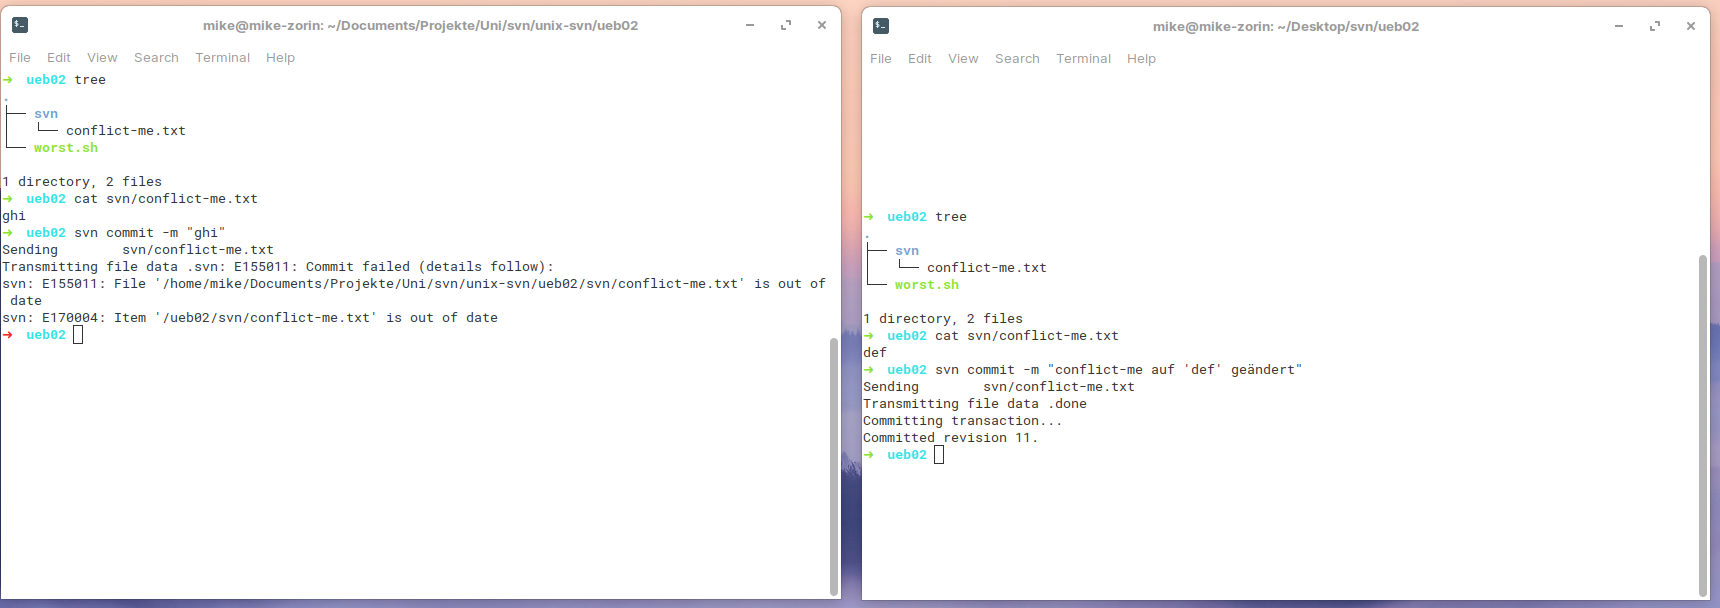 mike@mike-zorin: ~/Documents/Projekte/Uni/svn/unix-svn/ueb02
File Edit View Search Terminal Help
➜ ueb02 tree
.
├── svn
│   └── conflict-me.txt
└── worst.sh
1 directory, 2 files
➜ ueb02 cat svn/conflict-me.txt
ghi
➜ ueb02 svn commit -m "ghi"
Sending        svn/conflict-me.txt
Transmitting file data .svn: E155011: Commit failed (details follow):
svn: E155011: File '/home/mike/Documents/Projekte/Uni/svn/unix-svn/ueb02/svn/conflict-me.txt' is out of
date
svn: E170004: Item '/ueb02/svn/conflict-me.txt' is out of date
➜ ueb02
mike@mike-zorin: ~/Desktop/svn/ueb02
File Edit View Search Terminal Help
➜ ueb02 tree
.
├── svn
│   └── conflict-me.txt
└── worst.sh
1 directory, 2 files
➜ ueb02 cat svn/conflict-me.txt
def
➜ ueb02 svn commit -m "conflict-me auf 'def' geändert"
Sending        svn/conflict-me.txt
Transmitting file data .done
Committing transaction...
Committed revision 11.
➜ ueb02